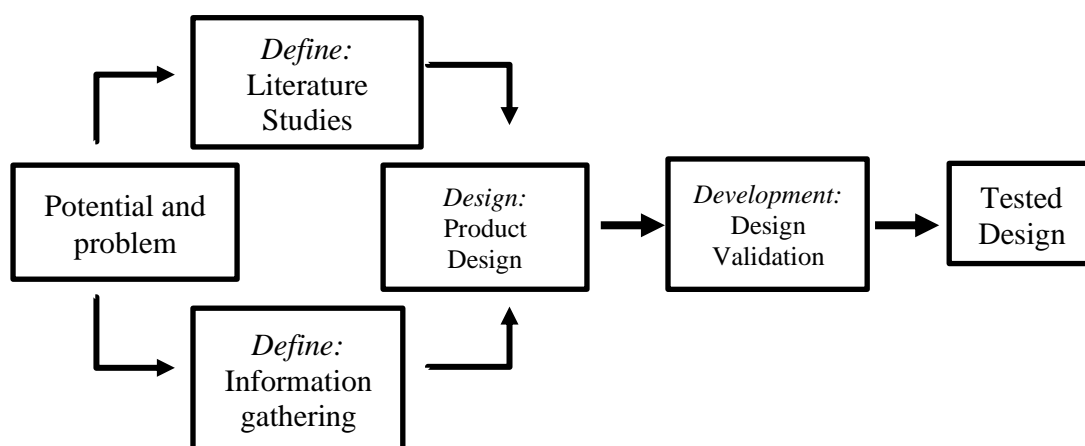 Define:
Literature
Studies
Potential and
problem
Define:
Information
gathering
Design:
Product
Design
Development:
Design
Validation
Tested
Design